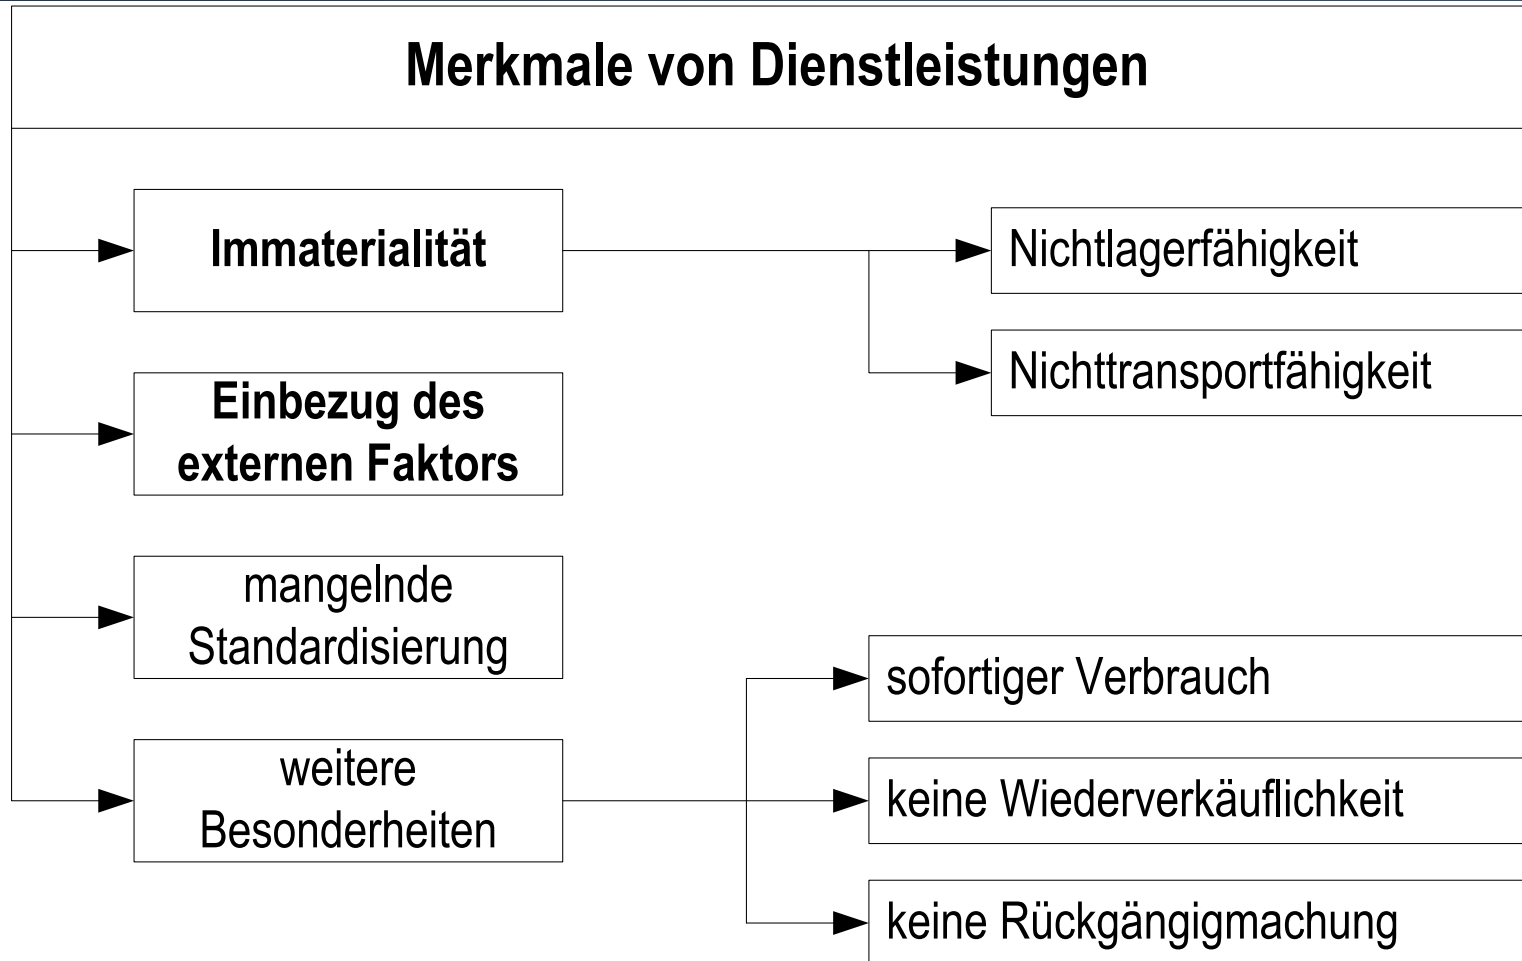 Merkmale von Dienstleistungen
Immaterialität
Nichtlagerfähigkeit
Nichttransportfähigkeit
Einbezug des
externen Faktors
mangelnde
Standardisierung
weitere
Besonderheiten
sofortiger Verbrauch
keine Wiederverkäuflichkeit
keine Rückgängigmachung